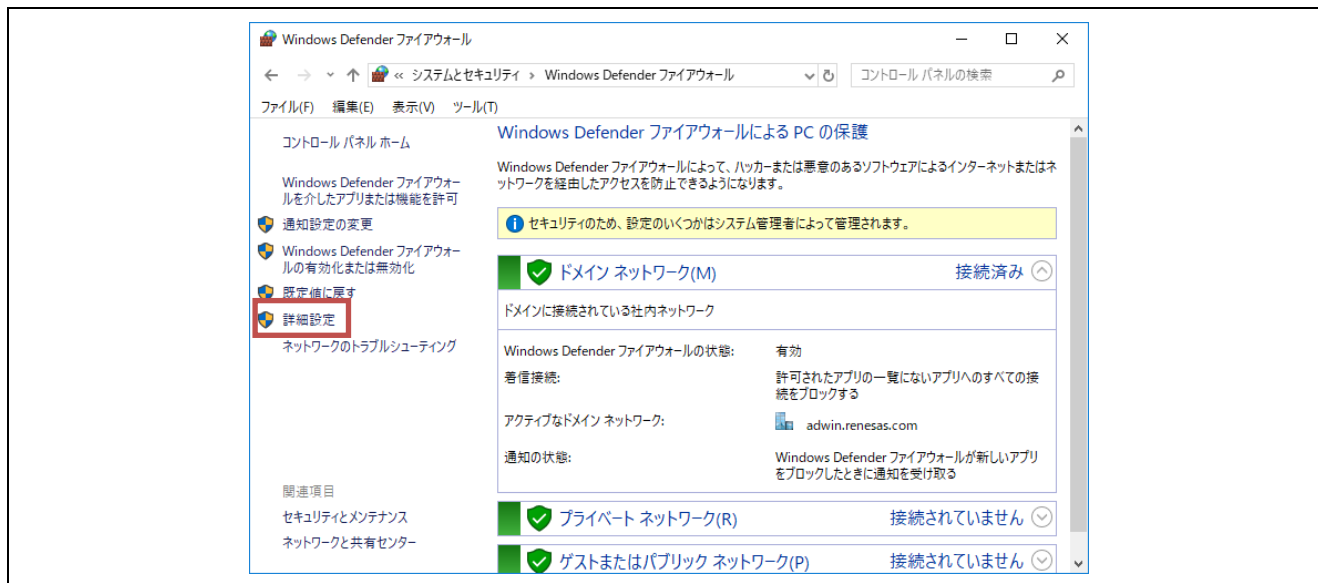 Windows Defender ファイアウォール
« システムとセキュリティ › Windows Defender ファイアウォール
コントロール パネルの検索
ファイル(F) 編集(E) 表示(V) ツール(T)
コントロール パネル ホーム
Windows Defender ファイアウォー
ルを介したアプリまたは機能を許可
通知設定の変更
Windows Defender ファイアウォー
ルの有効化または無効化
既定値に戻す
詳細設定
ネットワークのトラブルシューティング
関連項目
セキュリティとメンテナンス
ネットワークと共有センター
Windows Defender ファイアウォールによる PC の保護
Windows Defender ファイアウォールによって、ハッカーまたは悪意のあるソフトウェアによるインターネットまたはネ
ットワークを経由したアクセスを防止できるようになります。
セキュリティのため、設定のいくつかはシステム管理者によって管理されます。
ドメイン ネットワーク(M) 接続済み
ドメインに接続されている社内ネットワーク
Windows Defender ファイアウォールの状態: 有効
着信接続: 許可されたアプリの一覧にないアプリへのすべての接
続をブロックする
アクティブなドメイン ネットワーク: adwin.renesas.com
通知の状態: Windows Defender ファイアウォールが新しいアプリ
をブロックしたときに通知を受け取る
プライベート ネットワーク(R) 接続されていません
ゲストまたはパブリック ネットワーク(P) 接続されていません